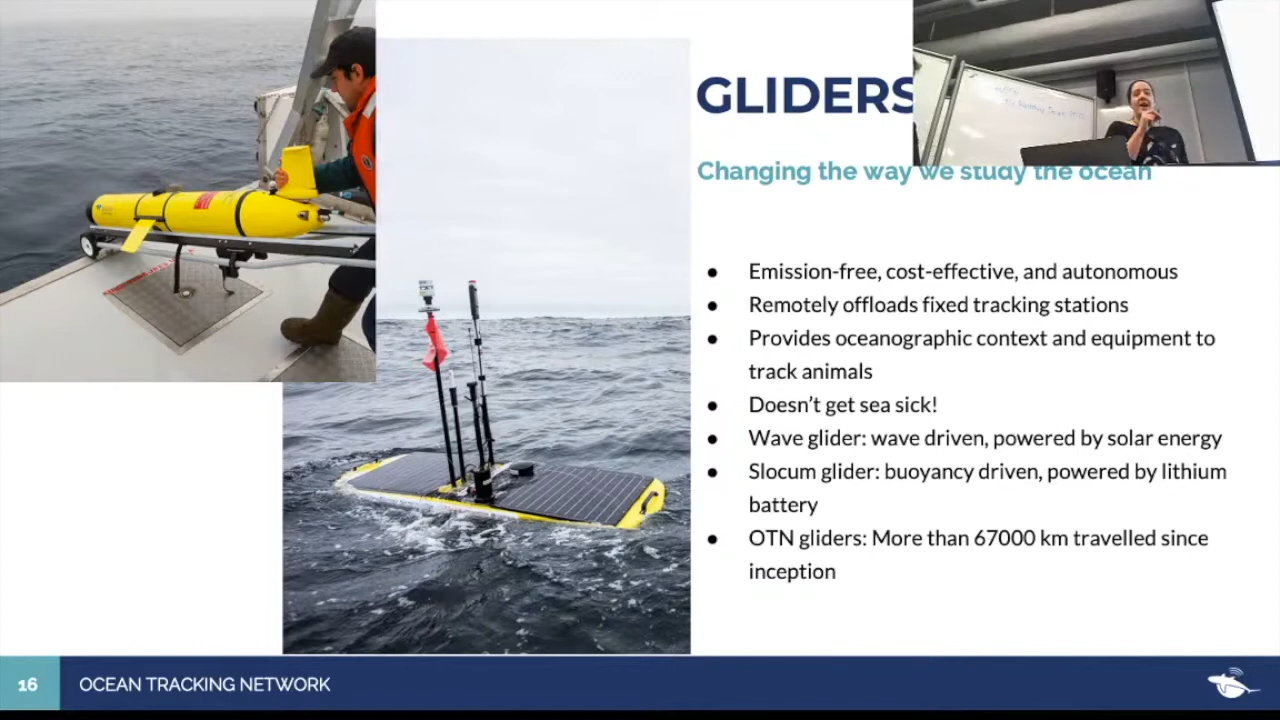 GLIDERS
Changing the way we study the ocean
● Emission-free, cost-effective, and autonomous
● Remotely offloads fixed tracking stations
● Provides oceanographic context and equipment to
track animals
● Doesn't get sea sick!
● Wave glider: wave driven, powered by solar energy
● Slocum glider: buoyancy driven, powered by lithium
battery
● OTN gliders: More than 67000 km travelled since
inception
16
OCEAN TRACKING NETWORK